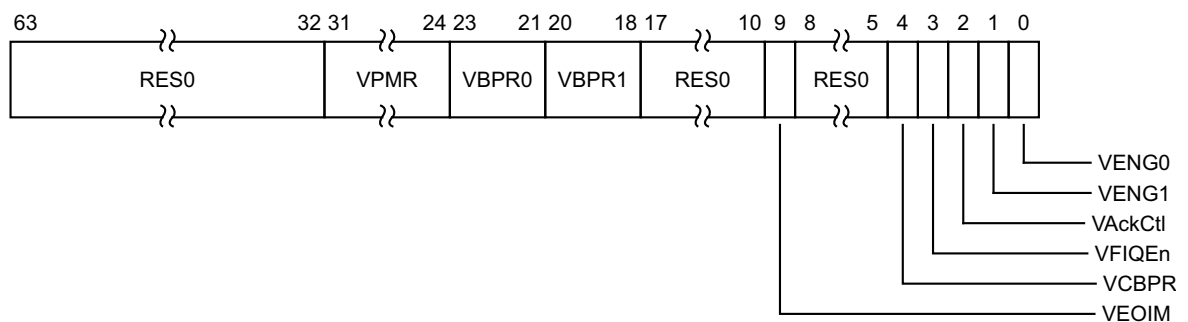 63 32 31 24 23 21 20 18 17 10 9 8 5 4 3 2 1 0
RES0 VPMR VBPR0 VBPR1 RES0 RES0
VENG0
VENG1
VAckCtl
VFIQEn
VCBPR
VEOIM